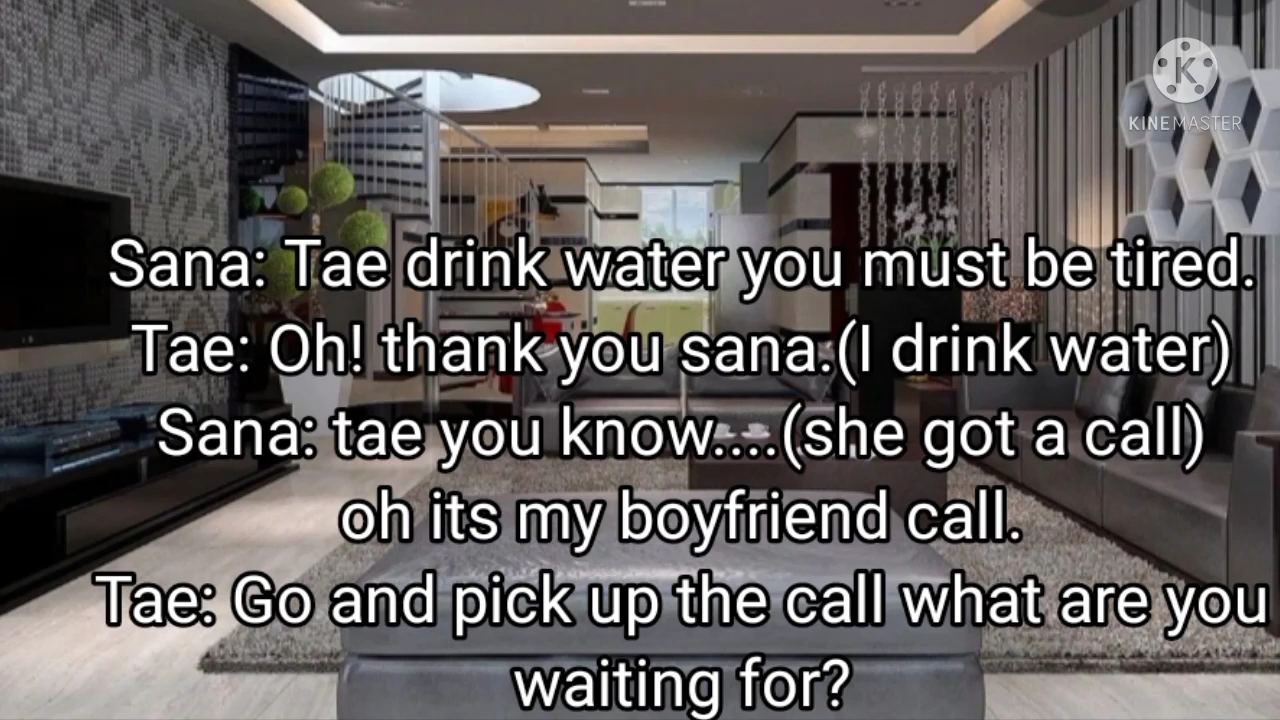 KINEMASTER
Sana: Tae drink water you must be tired.
Tae: Oh! thank you sana.(I drink water)
Sana: tae you know....(she got a call)
oh its my boyfriend call.
Tae: Go and pick up the call what are you
waiting for?